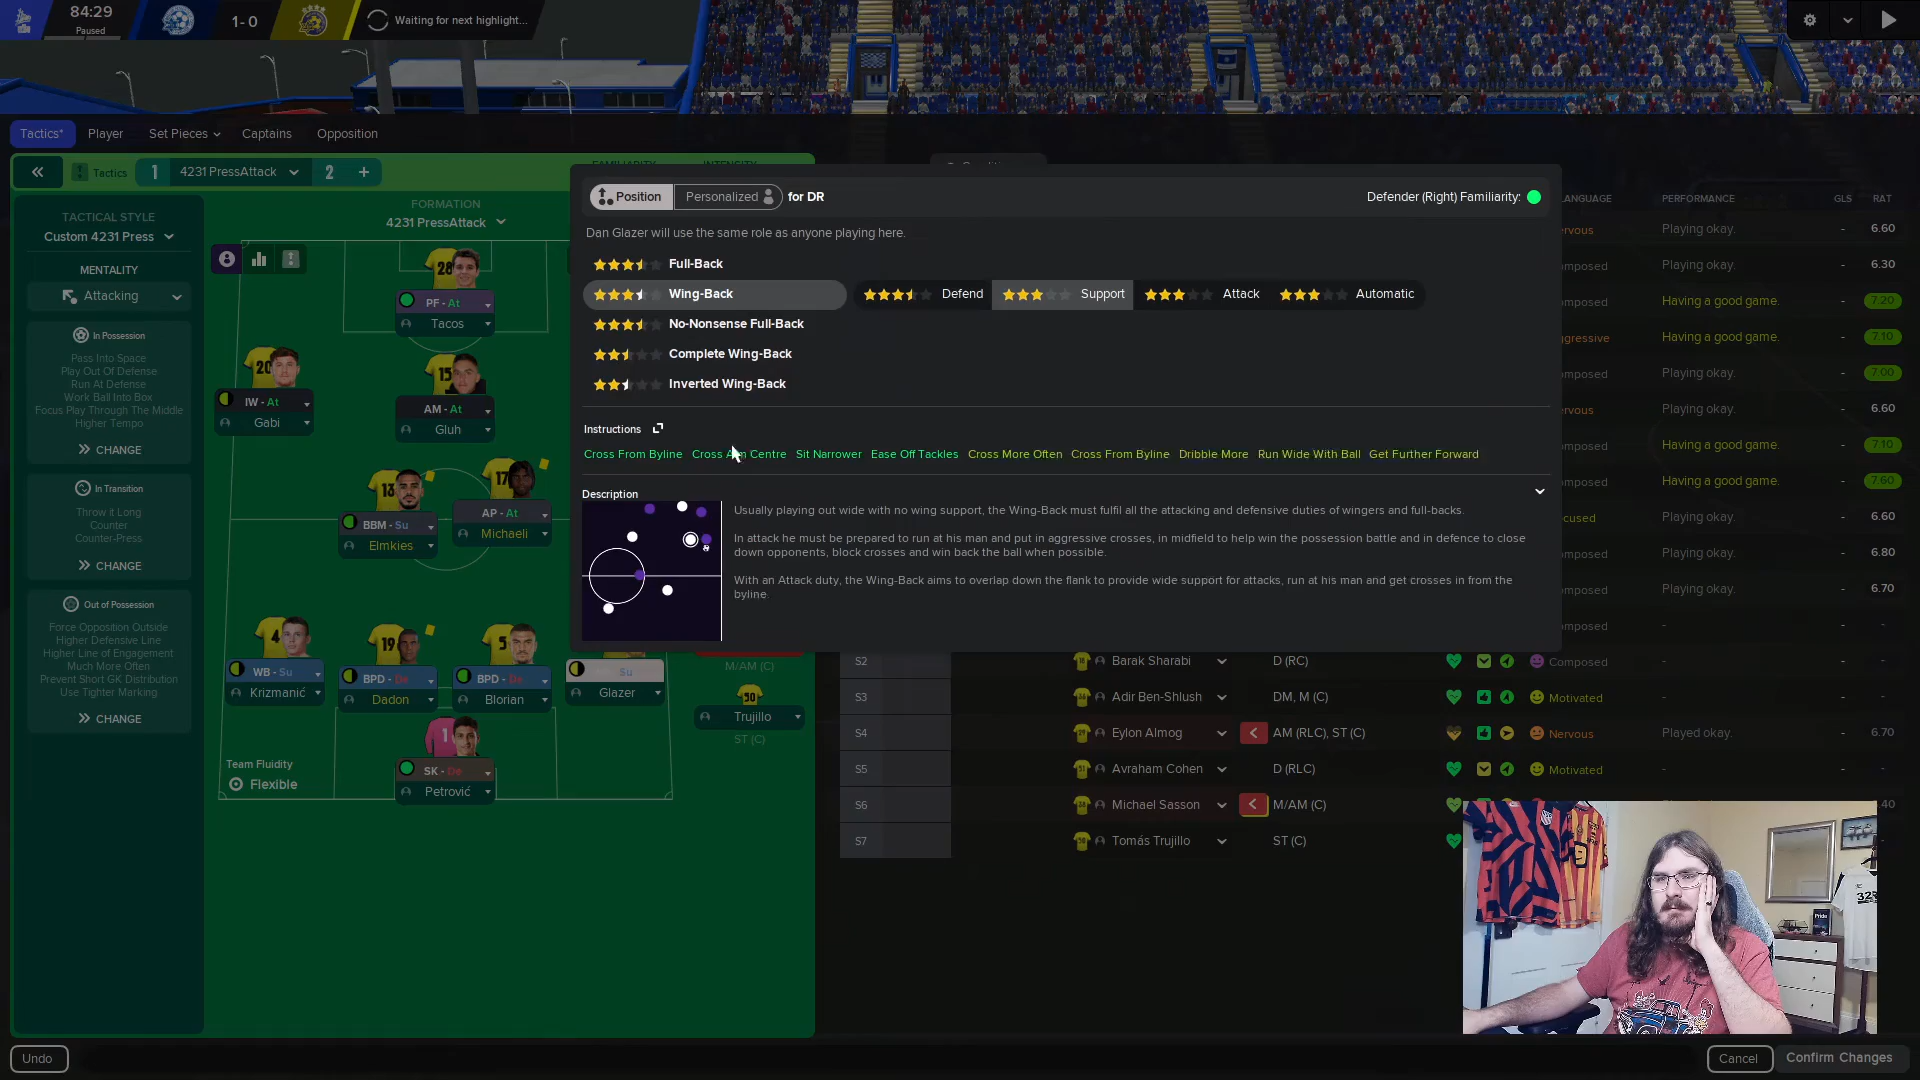 84:29
Paused
1 - 0
Waiting for next highlight...
Tactics*
Player
Set Pieces
Captains
Opposition
Tactics
1
4231 PressAttack
2
+
TACTICAL STYLE
Custom 4231 Press
MENTALITY
Attacking
In Possession
Pass Into Space
Play Out Of Defense
Run At Defense
Work Ball Into Box
Focus Play Through The Middle
Higher Tempo
CHANGE
In Transition
Throw it Long
Counter
Counter-Press
CHANGE
Out of Possession
Force Opposition Outside
Higher Defensive Line
Higher Line of Engagement
Much More Often
Prevent Short GK Distribution
Use Tighter Marking
CHANGE
FORMATION
4231 PressAttack
FAMILIARITY
INTENSITY
28
PF - At
Tacos
20
IW - At
Gabi
15
AM - At
Gluh
13
BBM - Su
Elmkies
17
AP - At
Michaeli
4
WB - Su
Krizmanić
19
BPD - De
Dadon
5
BPD - De
Blorian
Su
Glazer
1
SK - De
Petrović
Team Fluidity
Flexible
M/AM (C)
50
Trujillo
ST (C)
Position
Personalized
for DR
Defender (Right) Familiarity:
Dan Glazer will use the same role as anyone playing here.
Full-Back
Wing-Back
Defend
Support
Attack
Automatic
No-Nonsense Full-Back
Complete Wing-Back
Inverted Wing-Back
Instructions
Cross From Byline
Cross Aim Centre
Sit Narrower
Ease Off Tackles
Cross More Often
Cross From Byline
Dribble More
Run Wide With Ball
Get Further Forward
Description
Usually playing out wide with no wing support, the Wing-Back must fulfil all the attacking and defensive duties of wingers and full-backs.
In attack he must be prepared to run at his man and put in aggressive crosses, in midfield to help win the possession battle and in defence to close
down opponents, block crosses and win back the ball when possible.
With an Attack duty, the Wing-Back aims to overlap down the flank to provide wide support for attacks, run at his man and get crosses in from the
byline.
PERFORMANCE
GLS
RAT
Playing okay.
-
6.60
Playing okay.
-
6.30
Having a good game.
-
7.20
Having a good game.
-
7.10
Playing okay.
-
7.00
Playing okay.
-
6.60
Having a good game.
-
7.10
Having a good game.
-
7.60
Playing okay.
-
6.60
Playing okay.
-
6.80
Playing okay.
-
6.70
S2
Barak Sharabi
D (RC)
Composed
S3
Adir Ben-Shlush
DM, M (C)
Motivated
S4
Eylon Almog
AM (RLC), ST (C)
Nervous
Played okay.
-
6.70
S5
Avraham Cohen
D (RLC)
Motivated
S6
Michael Sasson
M/AM (C)
S7
Tomás Trujillo
ST (C)
Undo
Cancel
Confirm Changes